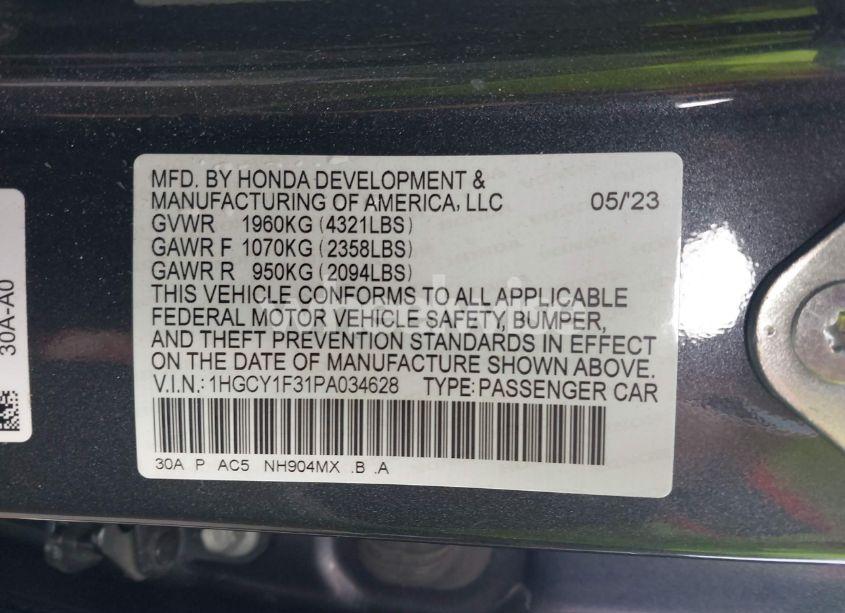 MFD. BY HONDA DEVELOPMENT &
MANUFACTURING OF AMERICA, LLC 05/'23
GVWR 1960KG (4321LBS)
GAWR F 1070KG (2358LBS)
GAWR R 950KG (2094LBS)
THIS VEHICLE CONFORMS TO ALL APPLICABLE
FEDERAL MOTOR VEHICLE SAFETY, BUMPER,
AND THEFT PREVENTION STANDARDS IN EFFECT
ON THE DATE OF MANUFACTURE SHOWN ABOVE.
V.I.N.: 1HGCY1F31PA034628 TYPE: PASSENGER CAR
30A P AC5 NH904MX .B .A
30A-A0